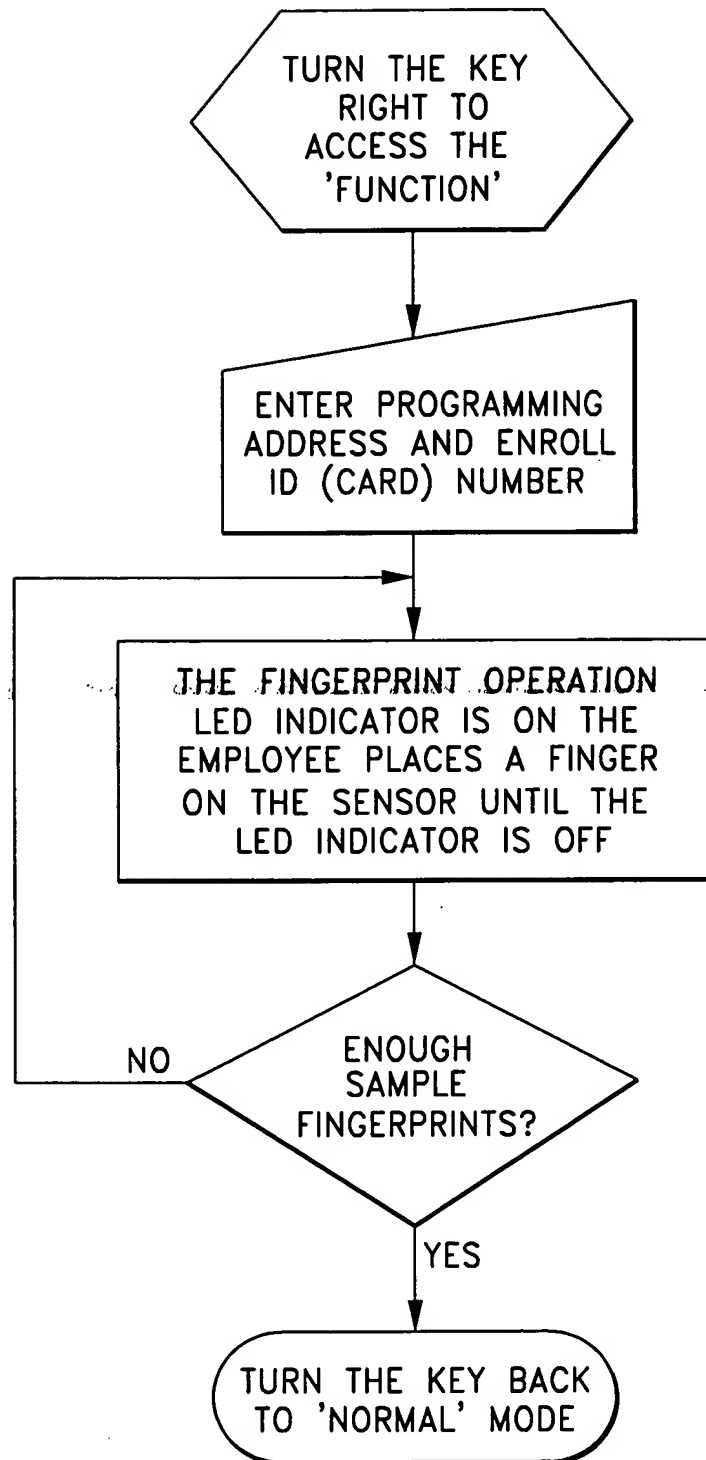 TURN THE KEY
RIGHT TO
ACCESS THE
'FUNCTION'
ENTER PROGRAMMING
ADDRESS AND ENROLL
ID (CARD) NUMBER
THE FINGERPRINT OPERATION
LED INDICATOR IS ON THE
EMPLOYEE PLACES A FINGER
ON THE SENSOR UNTIL THE
LED INDICATOR IS OFF
NO
ENOUGH
SAMPLE
FINGERPRINTS?
YES
TURN THE KEY BACK
TO 'NORMAL' MODE